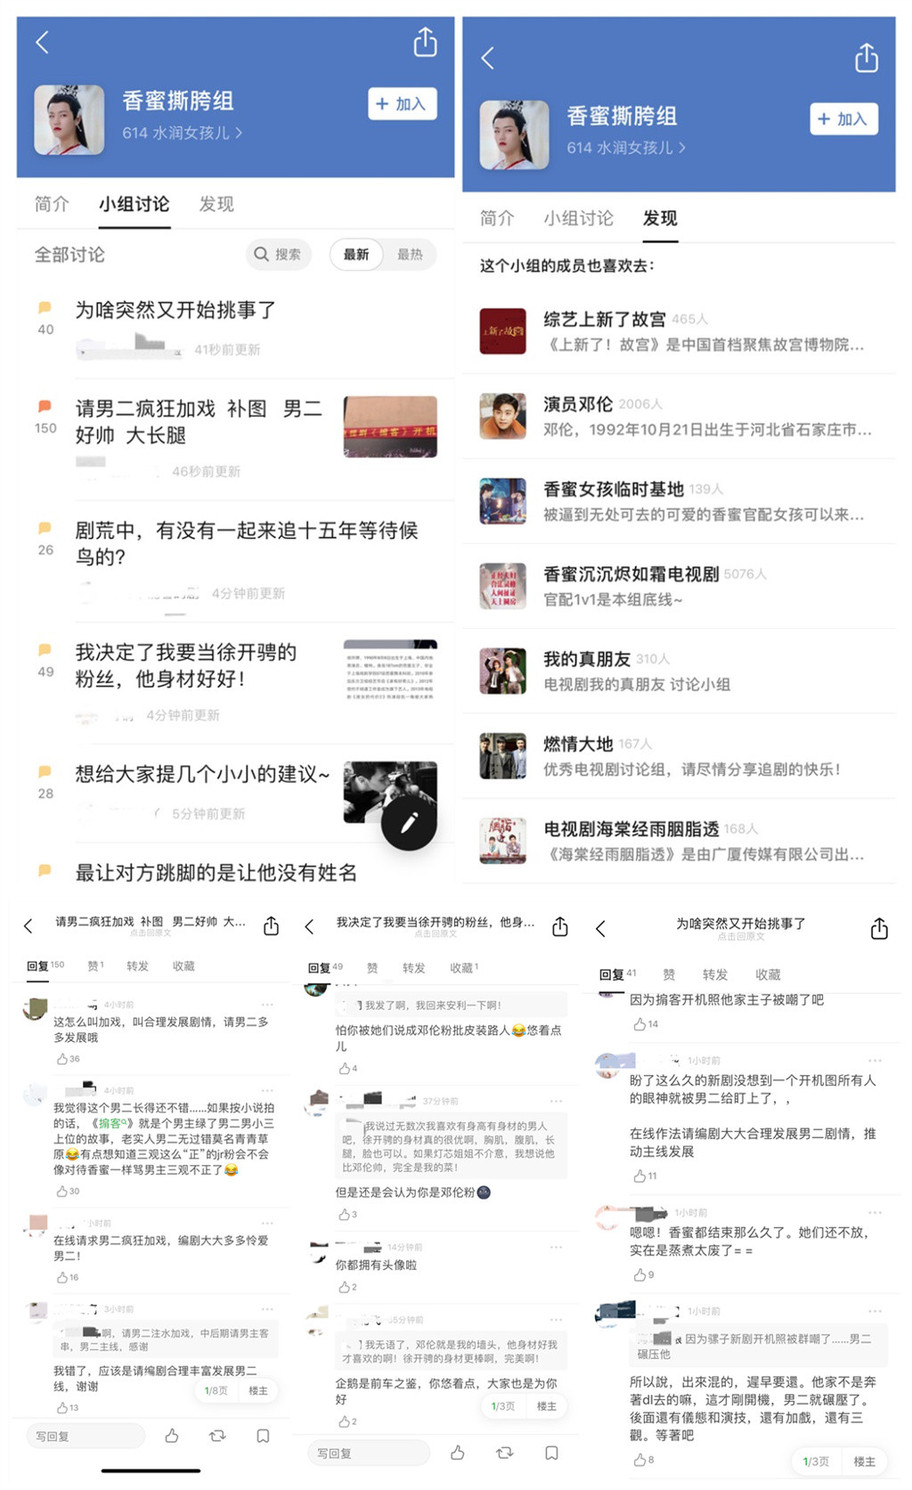 香蜜撕胯组
614 水润女孩儿
+ 加入
简介
小组讨论
发现
全部讨论
搜索
最新
最热
40
为啥突然又开始挑事了
41秒前更新
150
请男二疯狂加戏 补图 男二
好帅 大长腿
46秒前更新
26
剧荒中，有没有一起来追十五年等待候
鸟的?
4分钟前更新
49
我决定了我要当徐开骋的
粉丝，他身材好好！
4分钟前更新
28
想给大家提几个小小的建议~
5分钟前更新
最让对方跳脚的是让他没有姓名
香蜜撕胯组
614 水润女孩儿
+ 加入
简介
小组讨论
发现
这个小组的成员也喜欢去：
综艺上新了故宫 465人
《上新了！故宫》是中国首档聚焦故宫博物院...
演员邓伦 2006人
邓伦，1992年10月21日出生于河北省石家庄市...
香蜜女孩临时基地 139人
被逼到无处可去的可爱的香蜜官配女孩可以来...
香蜜沉沉烬如霜电视剧 5076人
官配1v1是本组底线~
我的真朋友 310人
电视剧我的真朋友 讨论小组
燃情大地 167人
优秀电视剧讨论组，请尽情分享追剧的快乐！
电视剧海棠经雨胭脂透 168人
《海棠经雨胭脂透》是由广厦传媒有限公司出...
请男二疯狂加戏 补图 男二好帅 大...
点击回原文
回复 150
赞 1
转发
收藏
4小时前
这怎么叫加戏，叫合理发展剧情，请男二多
多发展哦
36
4小时前
我觉得这个男二长得还不错......如果按小说拍
的话，《掮客》就是个男主绿了男二男小三
上位的故事，老实人男二无过错莫名青青草
原😂有点想知道三观这么“正”的jr粉会不会
像对待香蜜一样骂男主三观不正了😂
30
1小时前
在线请求男二疯狂加戏，编剧大大多多怜爱
男二！
16
3小时前
啊，请男二注水加戏，中后期请男主客
串，男二主线，感谢
我错了，应该是请编剧合理丰富发展男二
线，谢谢
13
1/8页
楼主
写回复
我决定了我要当徐开骋的粉丝，他身...
点击回原文
回复 49
赞
转发
收藏 1
我发了啊，我回来安利一下啊！
怕你被她们说成邓伦粉批皮装路人😂悠着点
儿
4
37分钟前
我说过无数次我喜欢有身高有身材的男人
吧，徐开骋的身材真的很优啊，胸肌，腹肌，长
腿，脸也可以。如果灯芯姐姐不介意，我想说他
比邓伦帅，完全是我的菜！
但是还是会认为你是邓伦粉🌚
3
14分钟前
你都拥有头像啦
2
5分钟前
我无语了，邓伦就是我的墙头，他身材好我
才喜欢的啊！徐开骋的身材更棒啊，完美啊！
企鹅是前车之鉴，你悠着点，大家也是为你
好
2
1/3页
楼主
写回复
为啥突然又开始挑事了
点击回原文
回复 41
赞
转发
收藏
因为掮客开机照他家主子被嘲了吧
14
1小时前
盼了这么久的新剧没想到一个开机图所有人
的眼神就被男二给盯上了，，
在线作法请编剧大大合理发展男二剧情，推
动主线发展
11
1小时前
嗯嗯！香蜜都结束那么久了。她们还不放，
实在是蒸煮太废了= =
9
1小时前
因为骡子新剧开机照被群嘲了......男二
碾压他
所以說，出來混的，遲早要還。他家不是奔
著dl去的嘛，這才剛開機，男二就碾壓了。
後面還有儀態和演技，還有加戲，還有三
觀。等著吧
8
1/3页
楼主